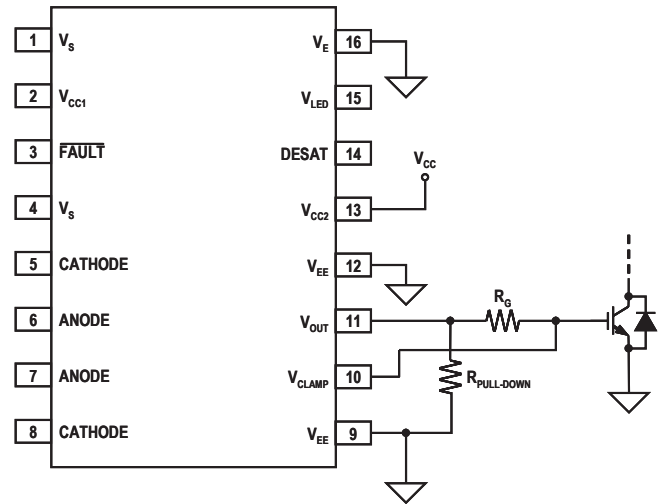 1 V_S
2 V_CC1
3 FAULT
4 V_S
5 CATHODE
6 ANODE
7 ANODE
8 CATHODE
V_E 16
V_LED 15
DESAT 14
V_CC2 13
V_EE 12
V_OUT 11
V_CLAMP 10
V_EE 9
V_CC
R_G
R_PULL-DOWN